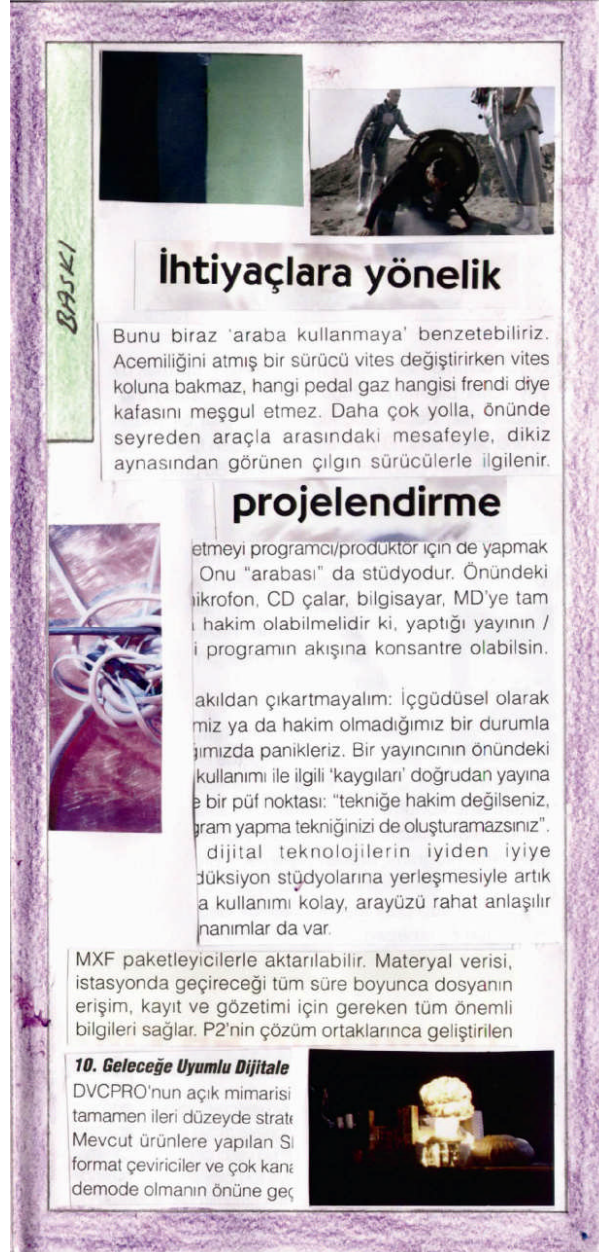 BASKI
İhtiyaçlara yönelik
Bunu biraz 'araba kullanmaya' benzetebiliriz.
Acemiliğini atmış bir sürücü vites değiştirirken vites
koluna bakmaz, hangi pedal gaz hangisi frendi diye
kafasını meşgul etmez. Daha çok yolla, önünde
seyreden araçla arasındaki mesafeyle, dikiz
aynasından görünen çılgın sürücülerle ilgilenir.
projelendirme
etmeyi programcı/prodüktör için de yapmak
Onu "arabası" da stüdyodur. Önündeki
ikrofon, CD çalar, bilgisayar, MD'ye tam
hakim olabilmelidir ki, yaptığı yayının /
i programın akışına konsantre olabilsin.
akıldan çıkartmayalım: İçgüdüsel olarak
miz ya da hakim olmadığımız bir durumla
ğımızda panikleriz. Bir yayıncının önündeki
kullanımı ile ilgili 'kaygıları' doğrudan yayına
bir püf noktası: "tekniğe hakim değilseniz,
gram yapma tekniğinizi de oluşturamazsınız".
dijital teknolojilerin iyiden iyiye
düksiyon stüdyolarına yerleşmesiyle artık
a kullanımı kolay, arayüzü rahat anlaşılır
nanımlar da var.
MXF paketleyicilerle aktarılabilir. Materyal verisi,
istasyonda geçireceği tüm süre boyunca dosyanın
erişim, kayıt ve gözetimi için gereken tüm önemli
bilgileri sağlar. P2'nin çözüm ortaklarınca geliştirilen
10. Geleceğe Uyumlu Dijitale
DVCPRO'nun açık mimarisi
tamamen ileri düzeyde strate
Mevcut ürünlere yapılan S
format çeviriciler ve çok kana
demode olmanın önüne geç